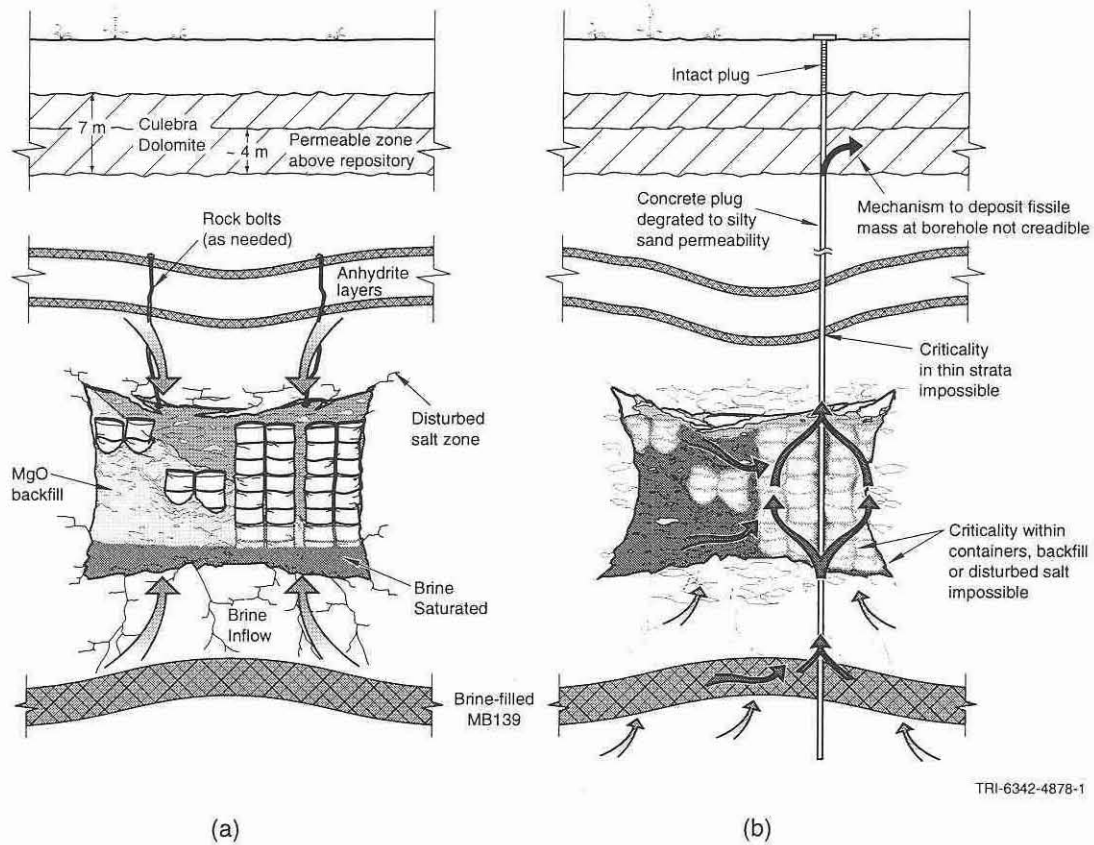 7 m
Culebra
Dolomite
~ 4 m
Permeable zone
above repository
Rock bolts
(as needed)
Anhydrite
layers
Disturbed
salt zone
MgO
backfill
Brine
Saturated
Brine
Inflow
Brine-filled
MB139
(a)
Intact plug
Concrete plug
degrated to silty
sand permeability
Mechanism to deposit fissile
mass at borehole not creadible
Criticality
in thin strata
impossible
Criticality within
containers, backfill
or disturbed salt
impossible
TRI-6342-4878-1
(b)